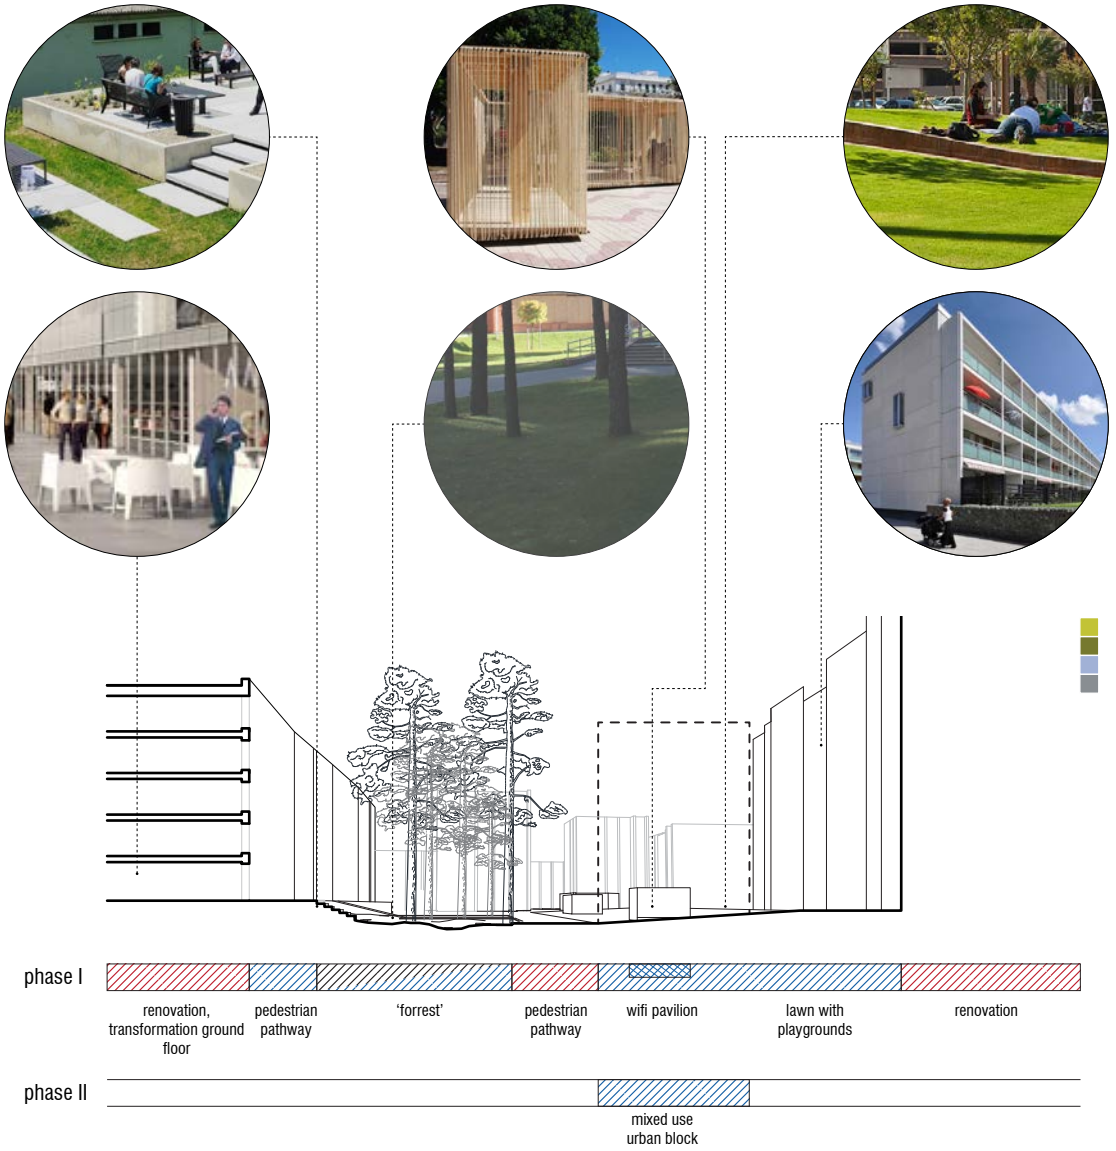 phase I
renovation,
transformation ground
floor
pedestrian
pathway
‘forrest’
pedestrian
pathway
wifi pavilion
lawn with
playgrounds
renovation
phase II
mixed use
urban block